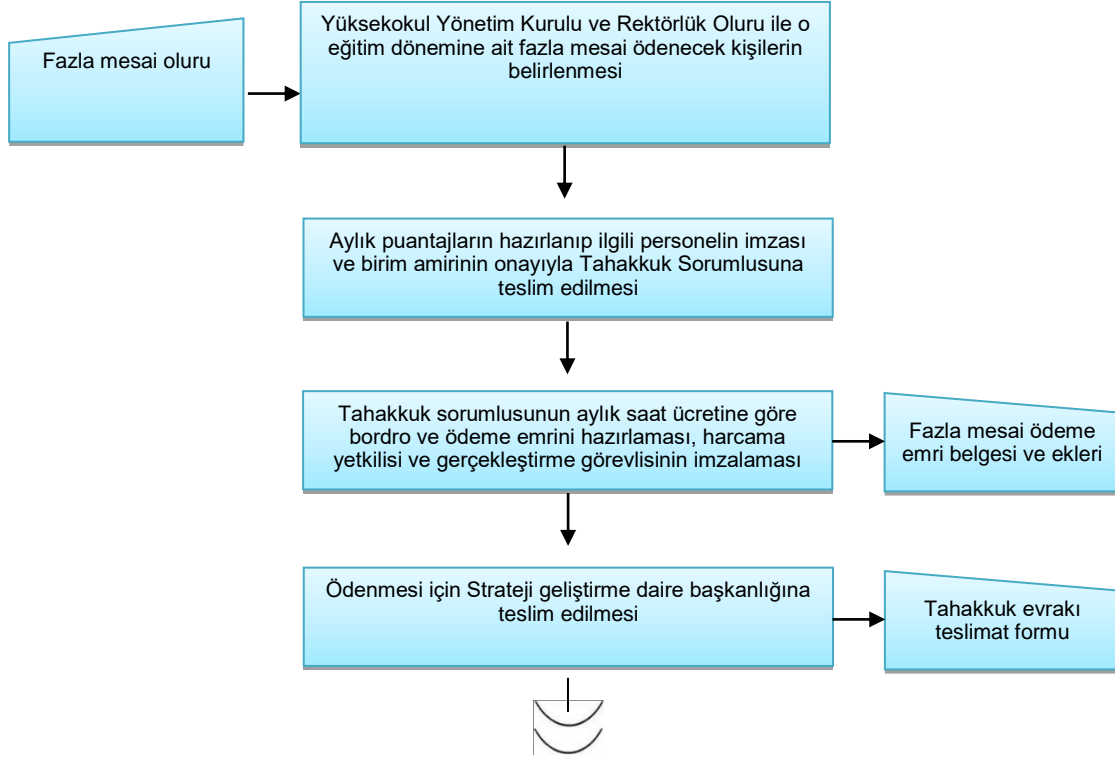 Fazla mesai oluru
Yüksekokul Yönetim Kurulu ve Rektörlük Oluru ile o
eğitim dönemine ait fazla mesai ödenecek kişilerin
belirlenmesi
Aylık puantajların hazırlanıp ilgili personelin imzası
ve birim amirinin onayıyla Tahakkuk Sorumlusuna
teslim edilmesi
Tahakkuk sorumlusunun aylık saat ücretine göre
bordro ve ödeme emrini hazırlaması, harcama
yetkilisi ve gerçekleştirme görevlisinin imzalaması
Fazla mesai ödeme
emri belgesi ve ekleri
Ödenmesi için Strateji geliştirme daire başkanlığına
teslim edilmesi
Tahakkuk evrakı
teslimat formu